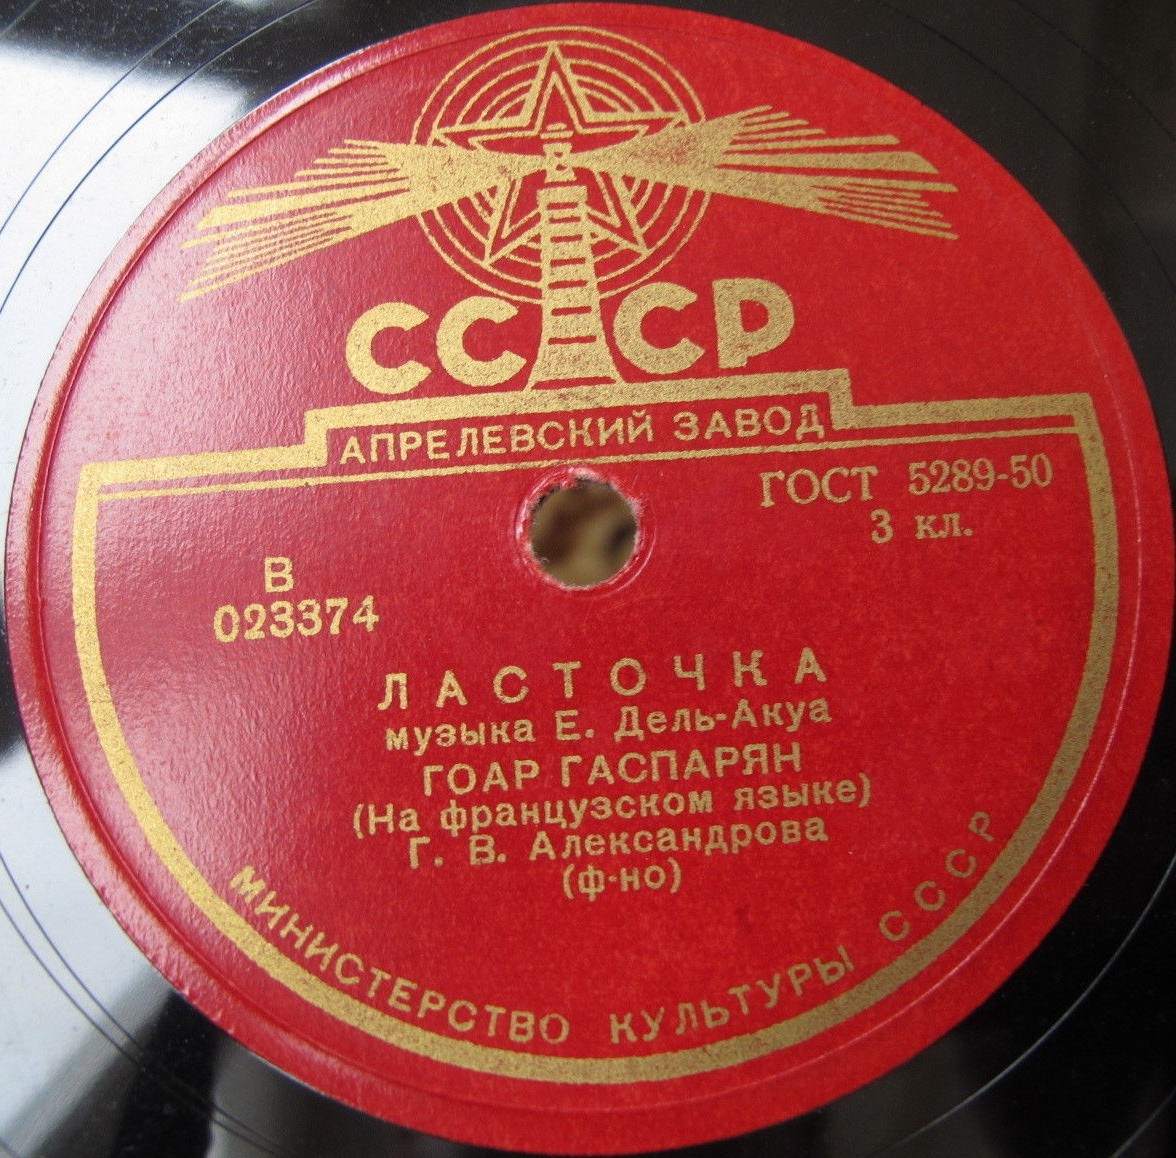 СССР
АПРЕЛЕВСКИЙ ЗАВОД
ГОСТ 5289-50
3 кл.
В
023374
ЛАСТОЧКА
музыка Е. Дель-Акуа
ГОАР ГАСПАРЯН
(На французском языке)
Г. В. Александрова
(ф-но)
МИНИСТЕРСТВО КУЛЬТУРЫ СССР